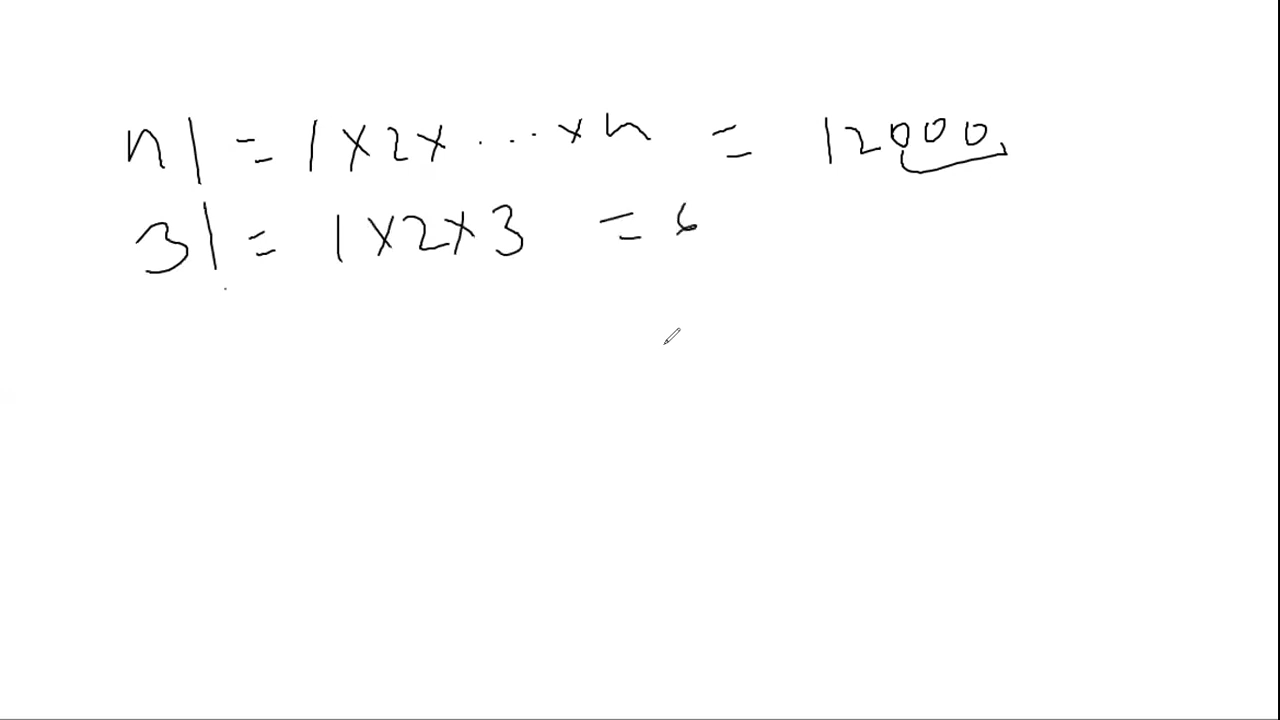 n| = 1 × 2 × ... × n = 12000
3| = 1 × 2 × 3 = 6